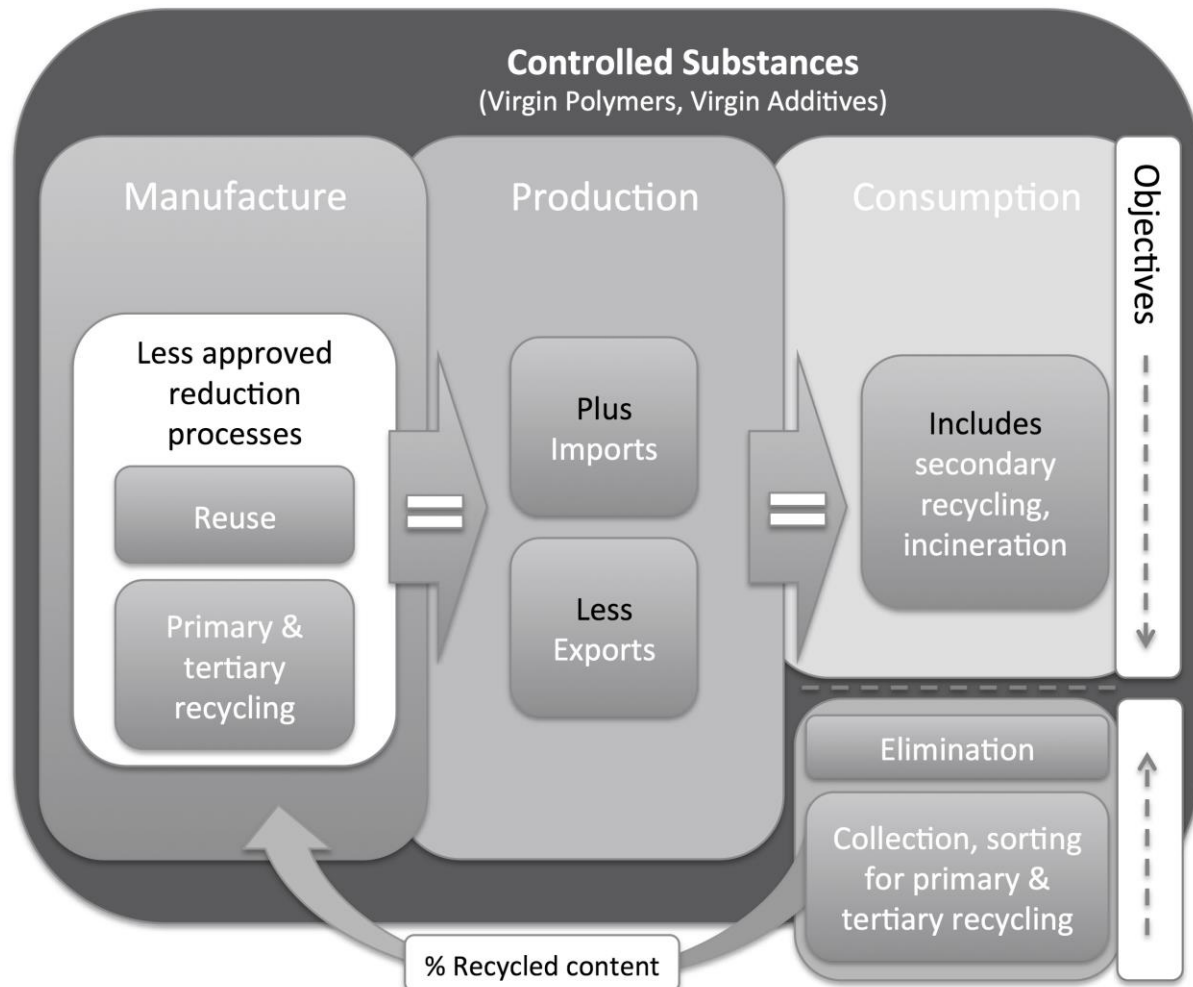 Controlled Substances
(Virgin Polymers, Virgin Additives)
Manufacture
Less approved
reduction
processes
Reuse
Primary &
tertiary
recycling
=
Production
Plus
Imports
Less
Exports
=
Consumption
Includes
secondary
recycling,
incineration
Objectives
Elimination
Collection, sorting
for primary &
tertiary recycling
% Recycled content